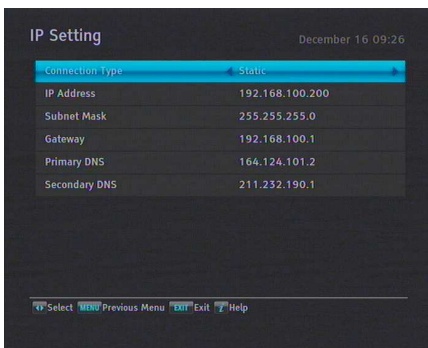 IP Setting
December 16 09:26
Connection Type Static
IP Address 192.168.100.200
Subnet Mask 255.255.255.0
Gateway 192.168.100.1
Primary DNS 164.124.101.2
Secondary DNS 211.232.190.1
Select MENU Previous Menu EXIT Exit i Help